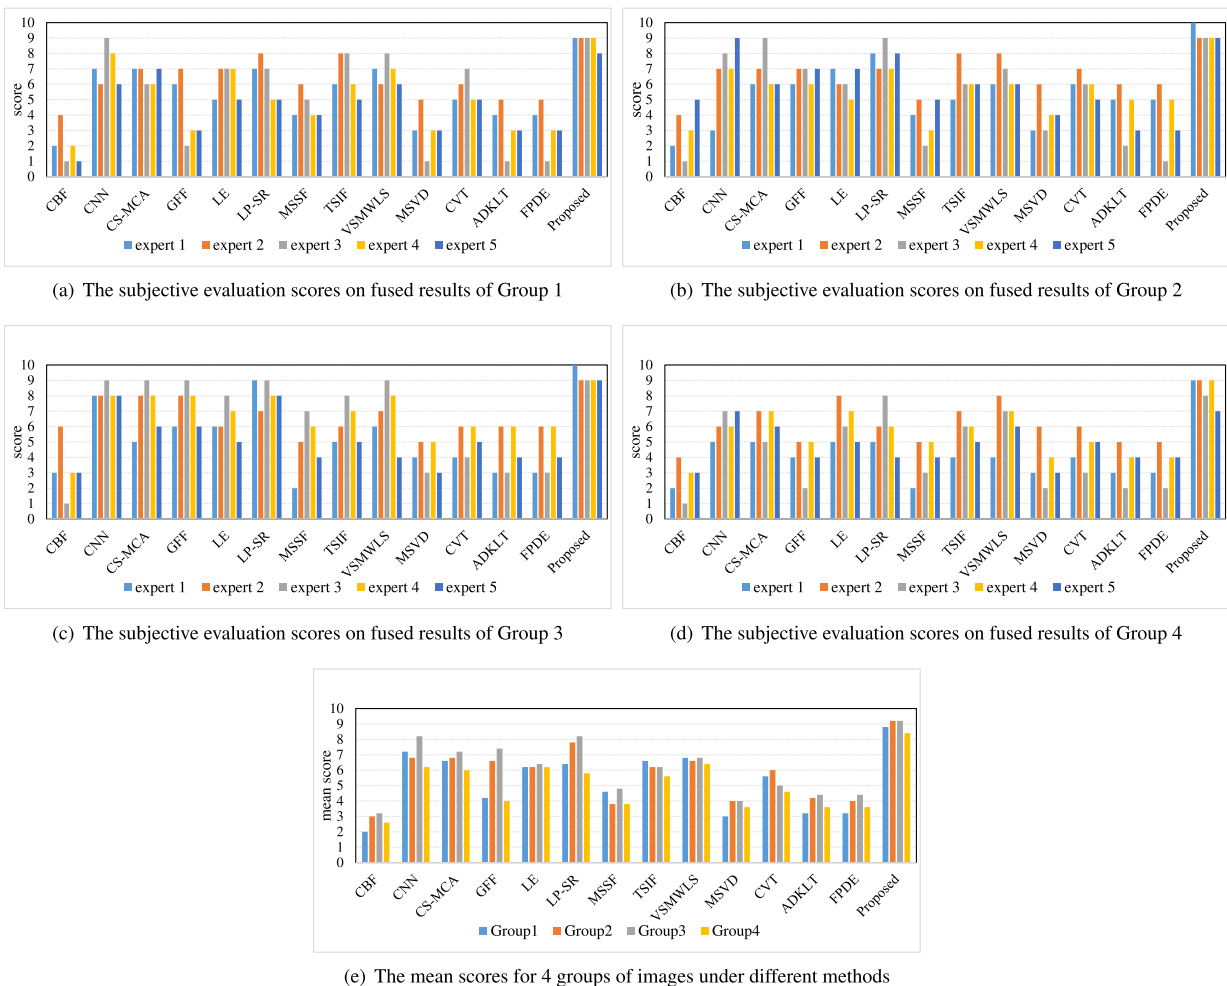 10
9
8
7
6
5
4
3
2
1
0
score
CBF CNN CS-MCA GFF LE LP-SR MSSF TSIF VSMWLS MSVD CVT ADKLT FPDE Proposed
expert 1 expert 2 expert 3 expert 4 expert 5
(a) The subjective evaluation scores on fused results of Group 1
10
9
8
7
6
5
4
3
2
1
0
score
CBF CNN CS-MCA GFF LE LP-SR MSSF TSIF VSMWLS MSVD CVT ADKLT FPDE Proposed
expert 1 expert 2 expert 3 expert 4 expert 5
(b) The subjective evaluation scores on fused results of Group 2
10
9
8
7
6
5
4
3
2
1
0
score
CBF CNN CS-MCA GFF LE LP-SR MSSF TSIF VSMWLS MSVD CVT ADKLT FPDE Proposed
expert 1 expert 2 expert 3 expert 4 expert 5
(c) The subjective evaluation scores on fused results of Group 3
10
9
8
7
6
5
4
3
2
1
0
score
CBF CNN CS-MCA GFF LE LP-SR MSSF TSIF VSMWLS MSVD CVT ADKLT FPDE Proposed
expert 1 expert 2 expert 3 expert 4 expert 5
(d) The subjective evaluation scores on fused results of Group 4
10
9
8
7
6
5
4
3
2
1
0
mean score
CBF CNN CS-MCA GFF LE LP-SR MSSF TSIF VSMWLS MSVD CVT ADKLT FPDE Proposed
Group1 Group2 Group3 Group4
(e) The mean scores for 4 groups of images under different methods